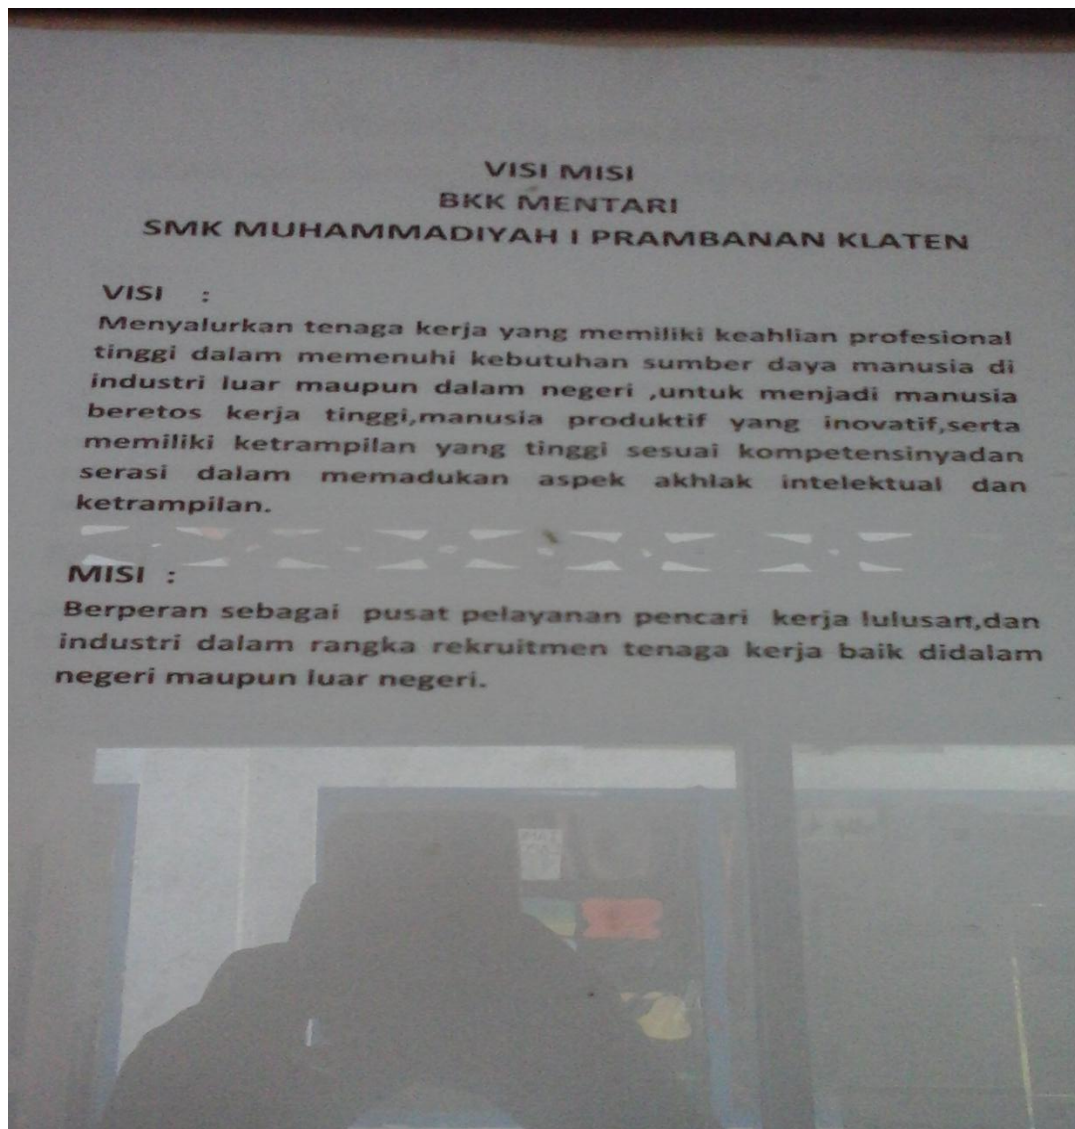 VISI MISI
BKK MENTARI
SMK MUHAMMADIYAH I PRAMBANAN KLATEN
VISI :
Menyalurkan tenaga kerja yang memiliki keahlian profesional
tinggi dalam memenuhi kebutuhan sumber daya manusia di
industri luar maupun dalam negeri ,untuk menjadi manusia
beretos kerja tinggi,manusia produktif yang inovatif,serta
memiliki ketrampilan yang tinggi sesuai kompetensinyadan
serasi dalam memadukan aspek akhlak intelektual dan
ketrampilan.
MISI :
Berperan sebagai pusat pelayanan pencari kerja lulusan,dan
industri dalam rangka rekruitmen tenaga kerja baik didalam
negeri maupun luar negeri.